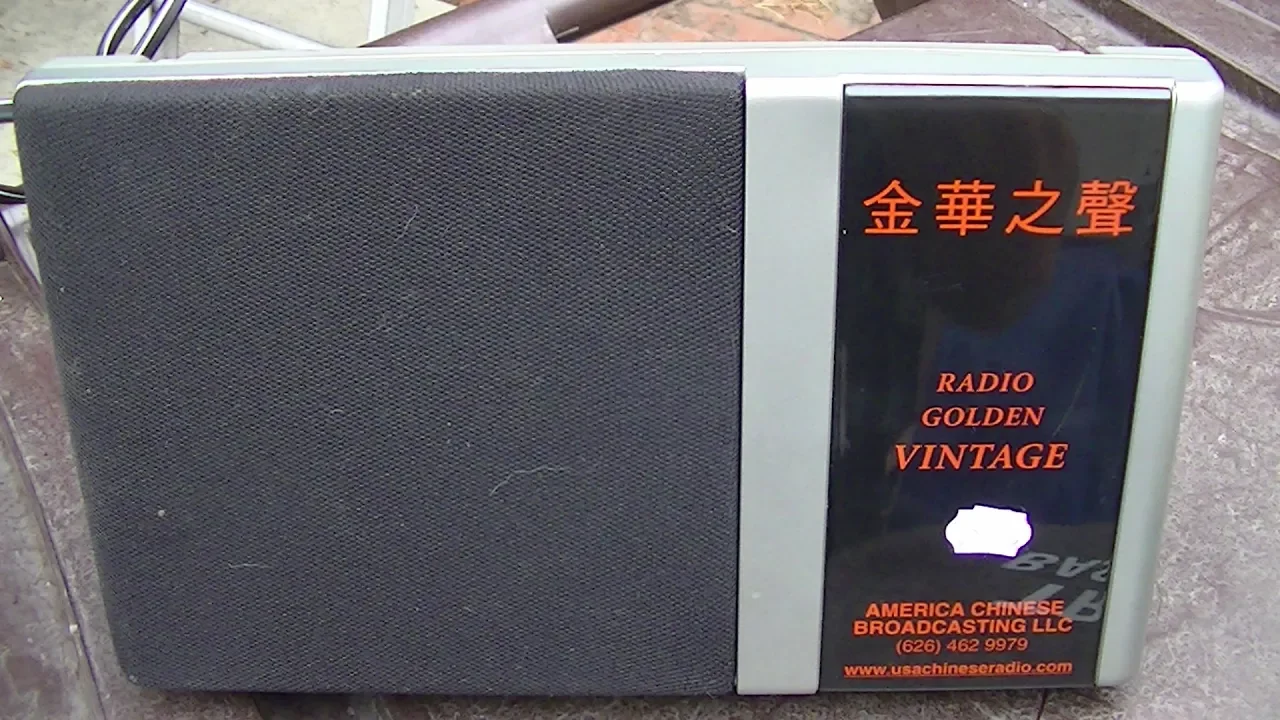 金華之聲
RADIO
GOLDEN
VINTAGE
AMERICA CHINESE
BROADCASTING LLC
(626) 462 9979
www.usachineseradio.com